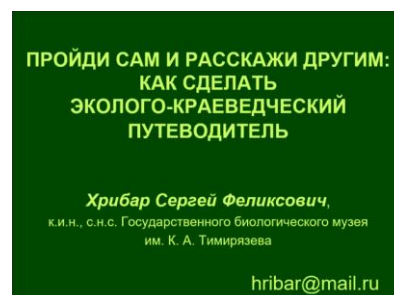 ПРОЙДИ САМ И РАССКАЖИ ДРУГИМ:
КАК СДЕЛАТЬ
ЭКОЛОГО-КРАЕВЕДЧЕСКИЙ
ПУТЕВОДИТЕЛЬ
Хрибар Сергей Феликсович,
к.и.н., с.н.с. Государственного биологического музея
им. К. А. Тимирязева
hribar@mail.ru